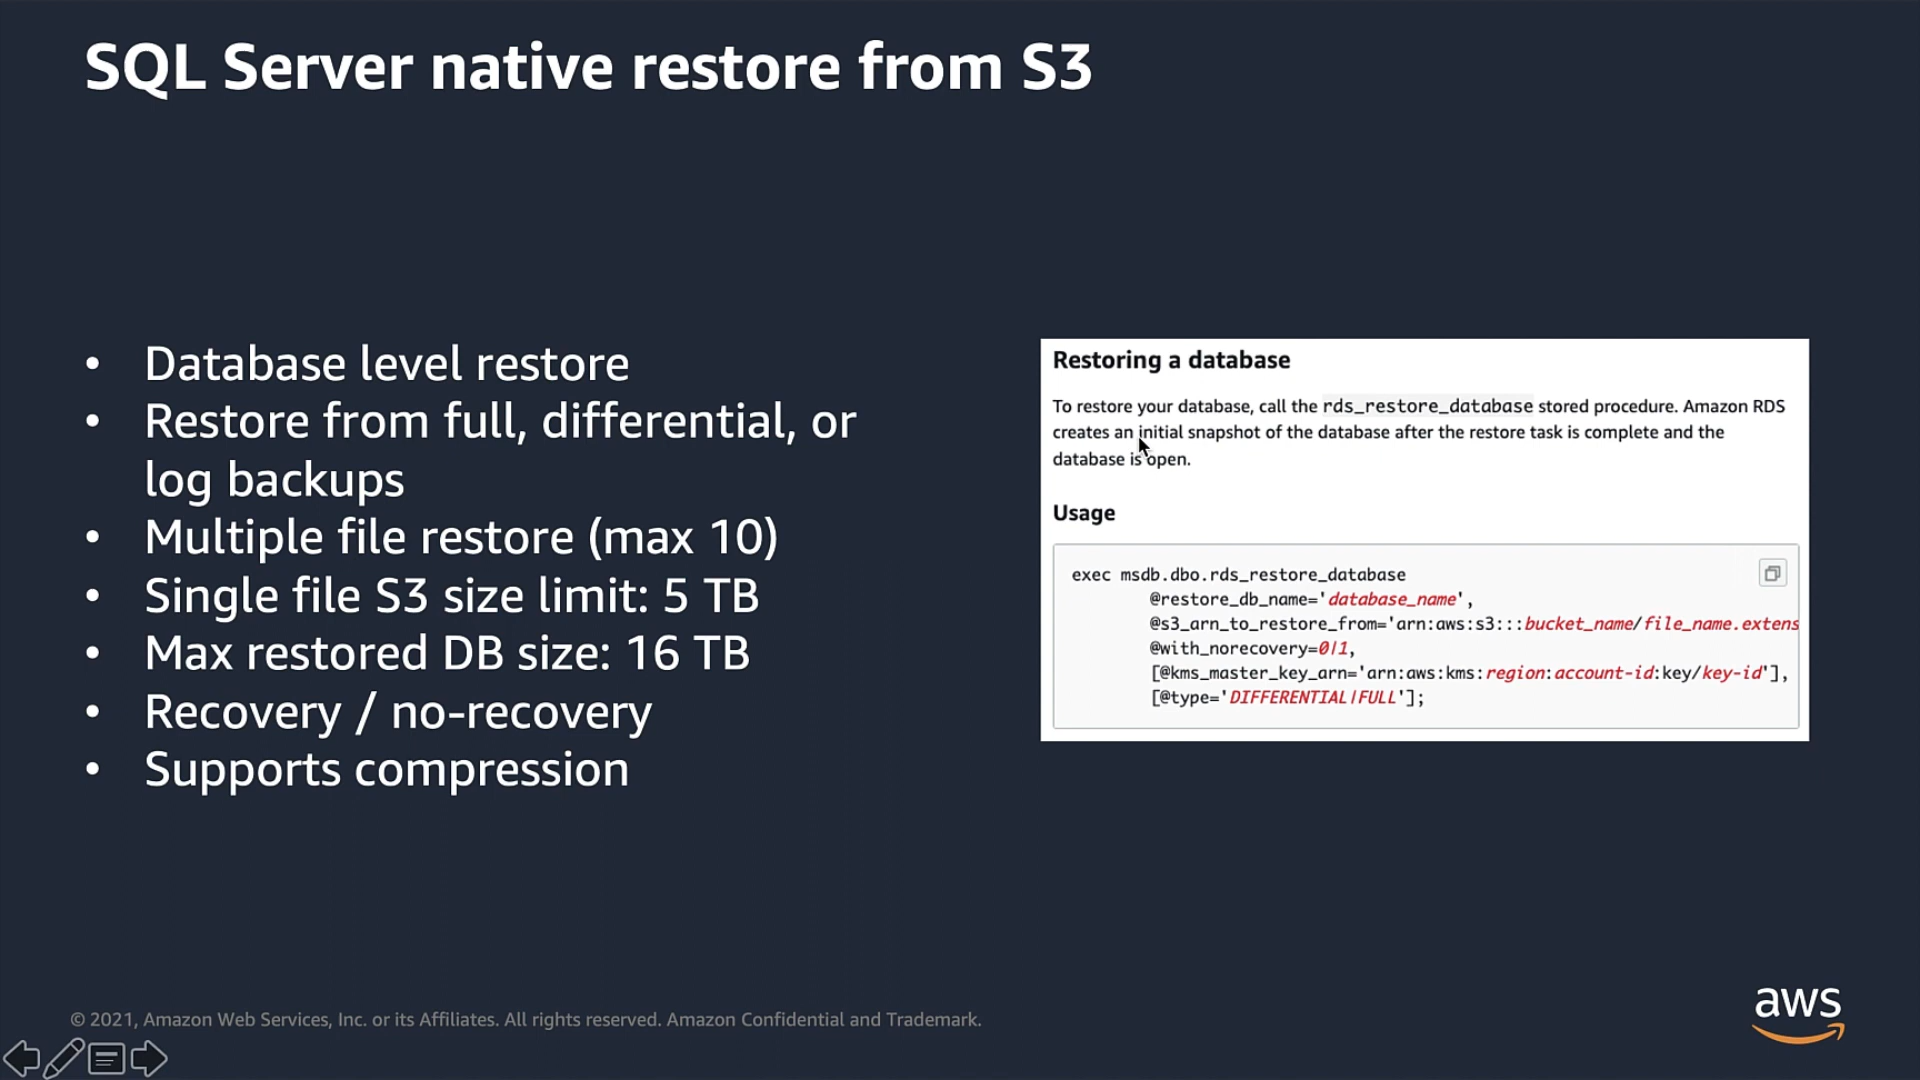 SQL Server native restore from S3
• Database level restore
• Restore from full, differential, or
log backups
• Multiple file restore (max 10)
• Single file S3 size limit: 5 TB
• Max restored DB size: 16 TB
• Recovery / no-recovery
• Supports compression
Restoring a database
To restore your database, call the rds_restore_database stored procedure. Amazon RDS
creates an initial snapshot of the database after the restore task is complete and the
database is open.
Usage
exec msdb.dbo.rds_restore_database
@restore_db_name='database_name',
@s3_arn_to_restore_from='arn:aws:s3:::bucket_name/file_name.extens
@with_norecovery=0|1,
[@kms_master_key_arn='arn:aws:kms:region:account-id:key/key-id'],
[@type='DIFFERENTIAL|FULL'];
© 2021, Amazon Web Services, Inc. or its Affiliates. All rights reserved. Amazon Confidential and Trademark.
aws